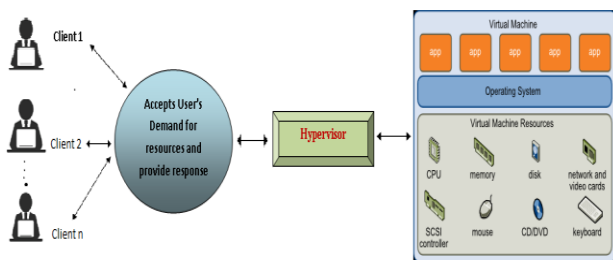 Client 1
Client 2
Client n
Accepts User's
Demand for
resources and
provide response
Hypervisor
Virtual Machine
app app app app app
Operating System
Virtual Machine Resources
CPU memory disk network and
video cards
SCSI
controller mouse CD/DVD keyboard